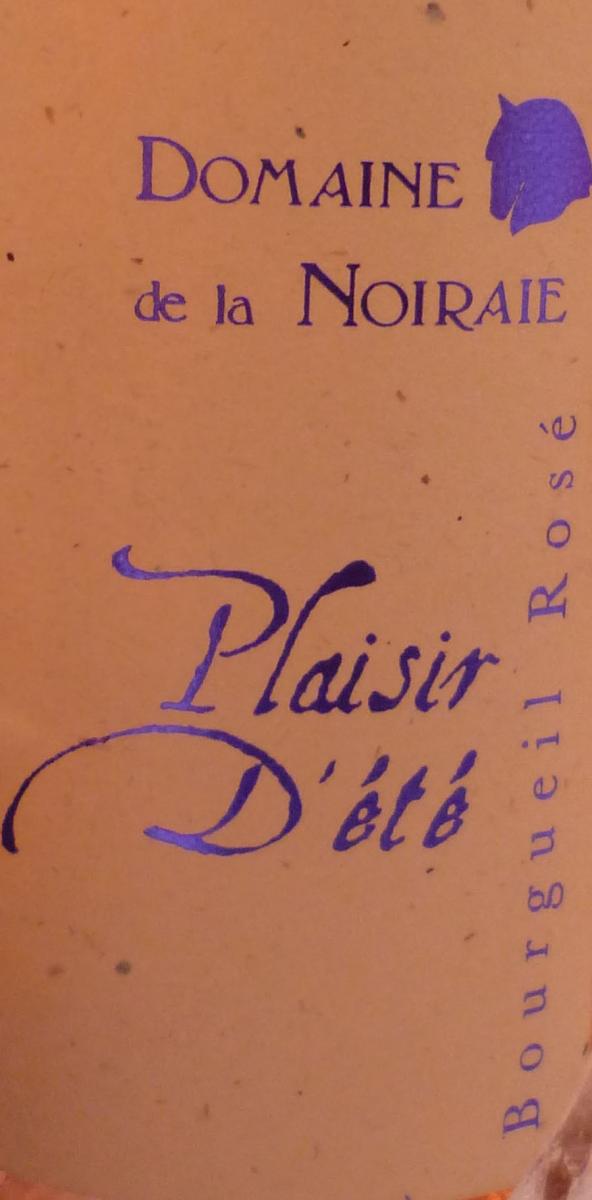 DOMAINE
de la NOIRAIE
Plaisir
D'été
Bourgueil Rosé